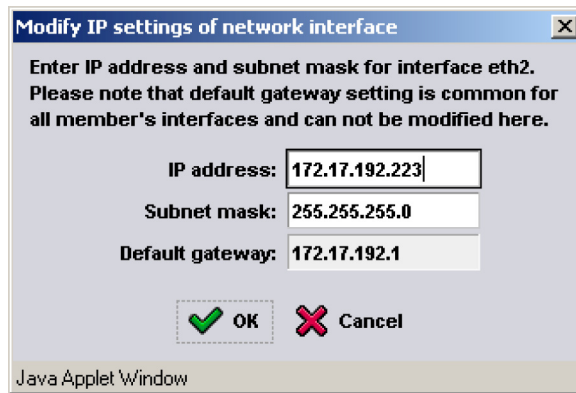 Modify IP settings of network interface
Enter IP address and subnet mask for interface eth2.
Please note that default gateway setting is common for
all member's interfaces and can not be modified here.
IP address: 172.17.192.223
Subnet mask: 255.255.255.0
Default gateway: 172.17.192.1
OK Cancel
Java Applet Window